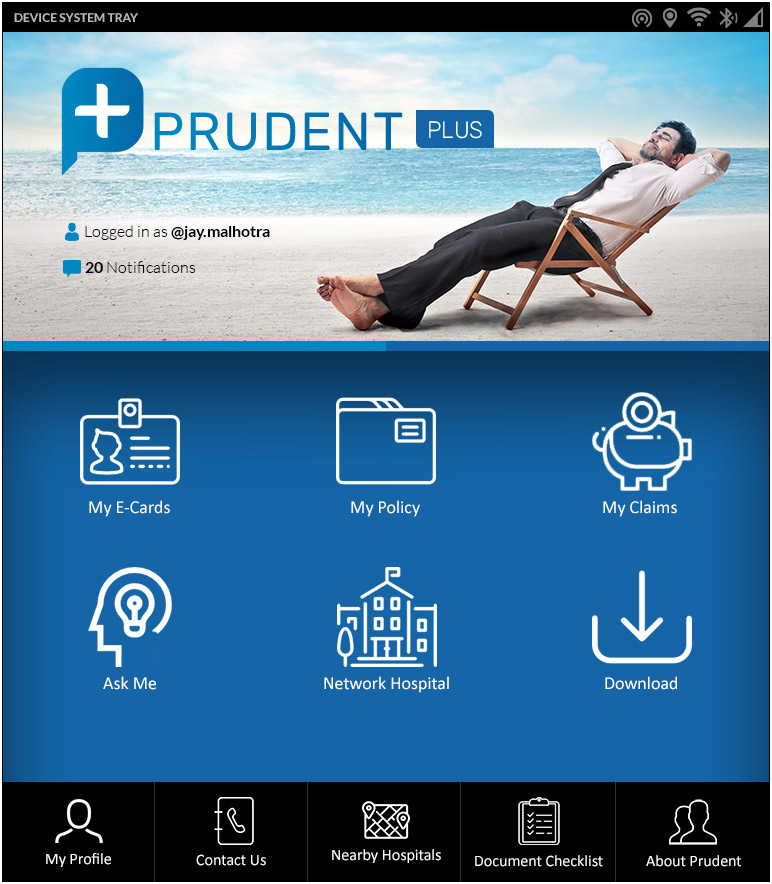 DEVICE SYSTEM TRAY
PRUDENT PLUS
Logged in as @jay.malhotra
20 Notifications
My E-Cards
My Policy
My Claims
Ask Me
Network Hospital
Download
My Profile
Contact Us
Nearby Hospitals
Document Checklist
About Prudent